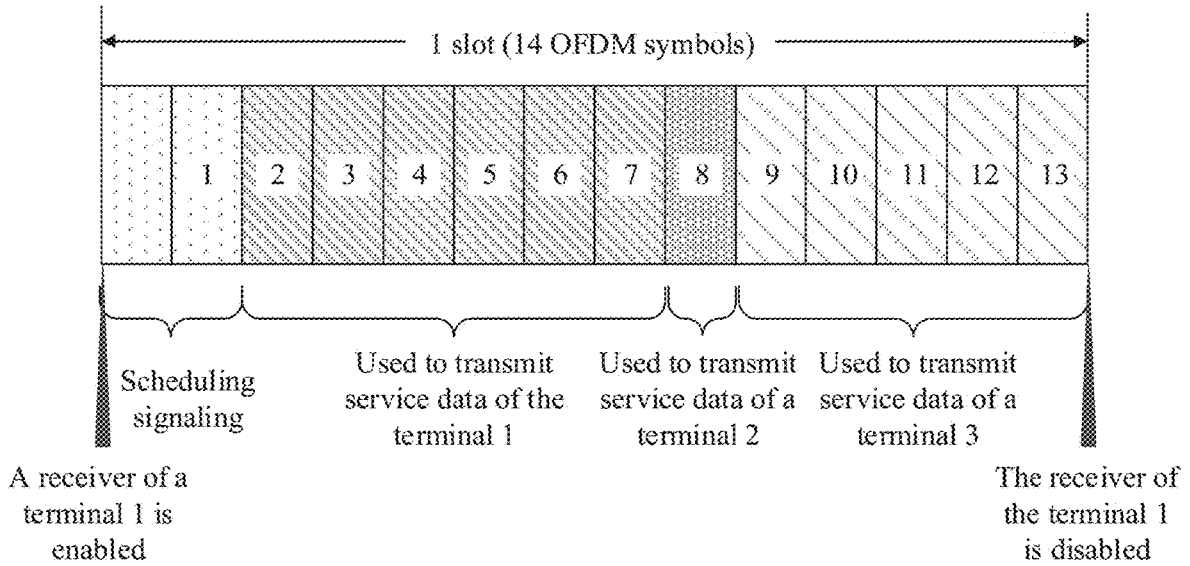 1 slot (14 OFDM symbols)
1 2 3 4 5 6 7 8 9 10 11 12 13
Scheduling
signaling
Used to transmit
service data of the
terminal 1
Used to transmit
service data of a
terminal 2
Used to transmit
service data of a
terminal 3
A receiver of a
terminal 1 is
enabled
The receiver of
the terminal 1
is disabled